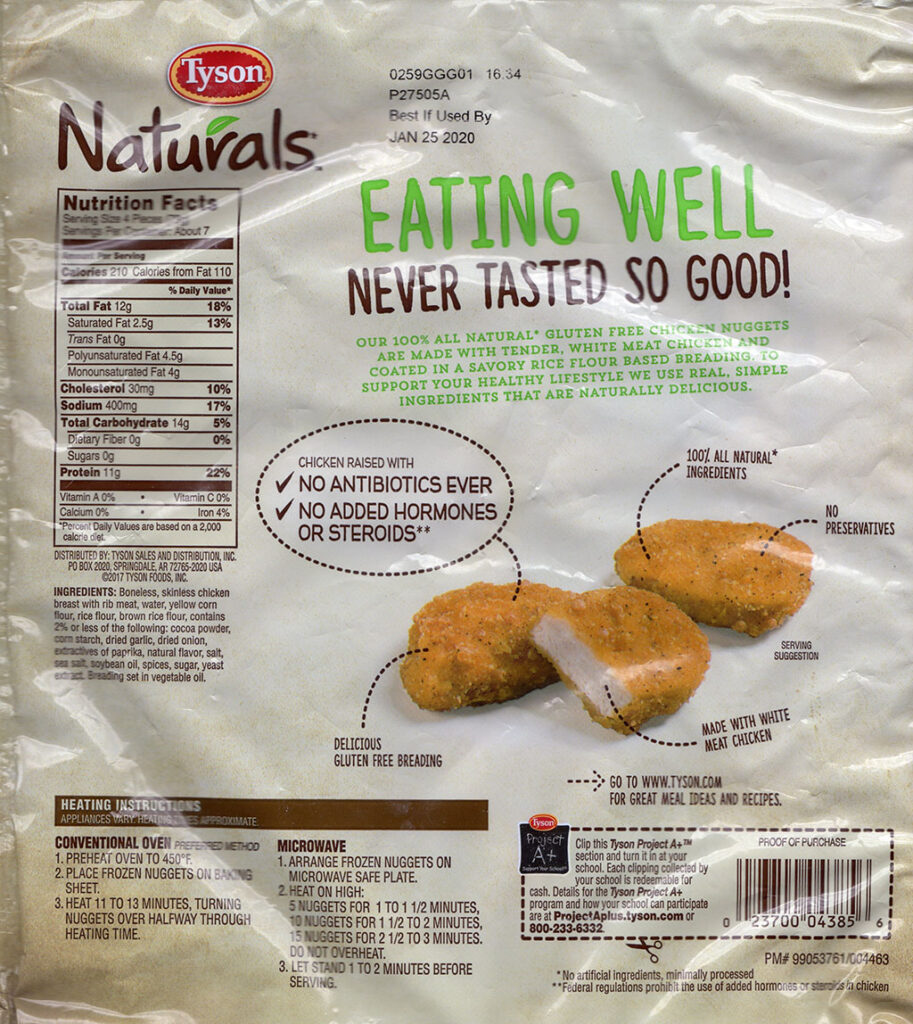 Tyson
Naturals
0259GGG01 16:34
P27505A
Best If Used By
JAN 25 2020
EATING WELL
NEVER TASTED SO GOOD!
OUR 100% ALL NATURAL* GLUTEN FREE CHICKEN NUGGETS
ARE MADE WITH TENDER, WHITE MEAT CHICKEN AND
COATED IN A SAVORY RICE FLOUR BASED BREADING. TO
SUPPORT YOUR HEALTHY LIFESTYLE WE USE REAL, SIMPLE
INGREDIENTS THAT ARE NATURALLY DELICIOUS.
Nutrition Facts
Serving Size 4 Pieces
Servings Per Container: About 7
Amount Per Serving
Calories 210 Calories from Fat 110
% Daily Value*
Total Fat 12g 18%
Saturated Fat 2.5g 13%
Trans Fat 0g
Polyunsaturated Fat 4.5g
Monounsaturated Fat 4g
Cholesterol 30mg 10%
Sodium 400mg 17%
Total Carbohydrate 14g 5%
Dietary Fiber 0g 0%
Sugars 0g
Protein 11g 22%
Vitamin A 0% • Vitamin C 0%
Calcium 0% • Iron 4%
*Percent Daily Values are based on a 2,000
calorie diet.
DISTRIBUTED BY: TYSON SALES AND DISTRIBUTION, INC.
PO BOX 2020, SPRINGDALE, AR 72765-2020 USA
©2017 TYSON FOODS, INC.
INGREDIENTS: Boneless, skinless chicken
breast with rib meat, water, yellow corn
flour, rice flour, brown rice flour, contains
2% or less of the following: cocoa powder,
corn starch, dried garlic, dried onion,
extractives of paprika, natural flavor, salt,
sea salt, soybean oil, spices, sugar, yeast
extract. Breading set in vegetable oil.
CHICKEN RAISED WITH
✓ NO ANTIBIOTICS EVER
✓ NO ADDED HORMONES
OR STEROIDS**
100% ALL NATURAL*
INGREDIENTS
NO
PRESERVATIVES
SERVING
SUGGESTION
MADE WITH WHITE
MEAT CHICKEN
DELICIOUS
GLUTEN FREE BREADING
GO TO WWW.TYSON.COM
FOR GREAT MEAL IDEAS AND RECIPES.
HEATING INSTRUCTIONS
APPLIANCES VARY, HEATING TIMES APPROXIMATE.
CONVENTIONAL OVEN PREFERRED METHOD
1. PREHEAT OVEN TO 450°F.
2. PLACE FROZEN NUGGETS ON BAKING
SHEET.
3. HEAT 11 TO 13 MINUTES, TURNING
NUGGETS OVER HALFWAY THROUGH
HEATING TIME.
MICROWAVE
1. ARRANGE FROZEN NUGGETS ON
MICROWAVE SAFE PLATE.
2. HEAT ON HIGH:
5 NUGGETS FOR 1 TO 1 1/2 MINUTES,
10 NUGGETS FOR 1 1/2 TO 2 MINUTES,
15 NUGGETS FOR 2 1/2 TO 3 MINUTES.
DO NOT OVERHEAT.
3. LET STAND 1 TO 2 MINUTES BEFORE
SERVING.
Tyson
Project
A+
Support Your School!
Clip this Tyson Project A+™
section and turn it in at your
school. Each clipping collected by
your school is redeemable for
cash. Details for the Tyson Project A+
program and how your school can participate
are at ProjectAplus.tyson.com or
800-233-6332.
PROOF OF PURCHASE
0 23700 04385 6
PM# 99053761/004463
*No artificial ingredients, minimally processed
**Federal regulations prohibit the use of added hormones or steroids in chicken